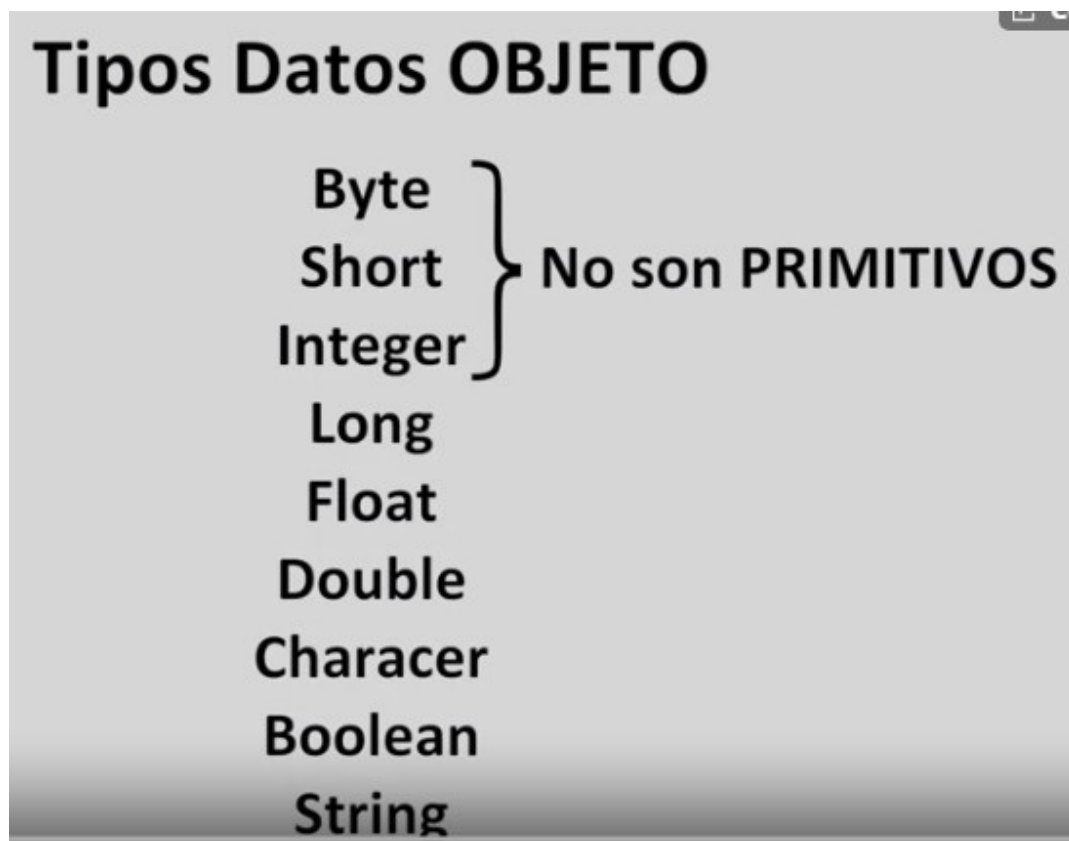 Tipos Datos OBJETO
Byte
Short
No son PRIMITIVOS
Integer
Long
Float
Double
Characer
Boolean
String